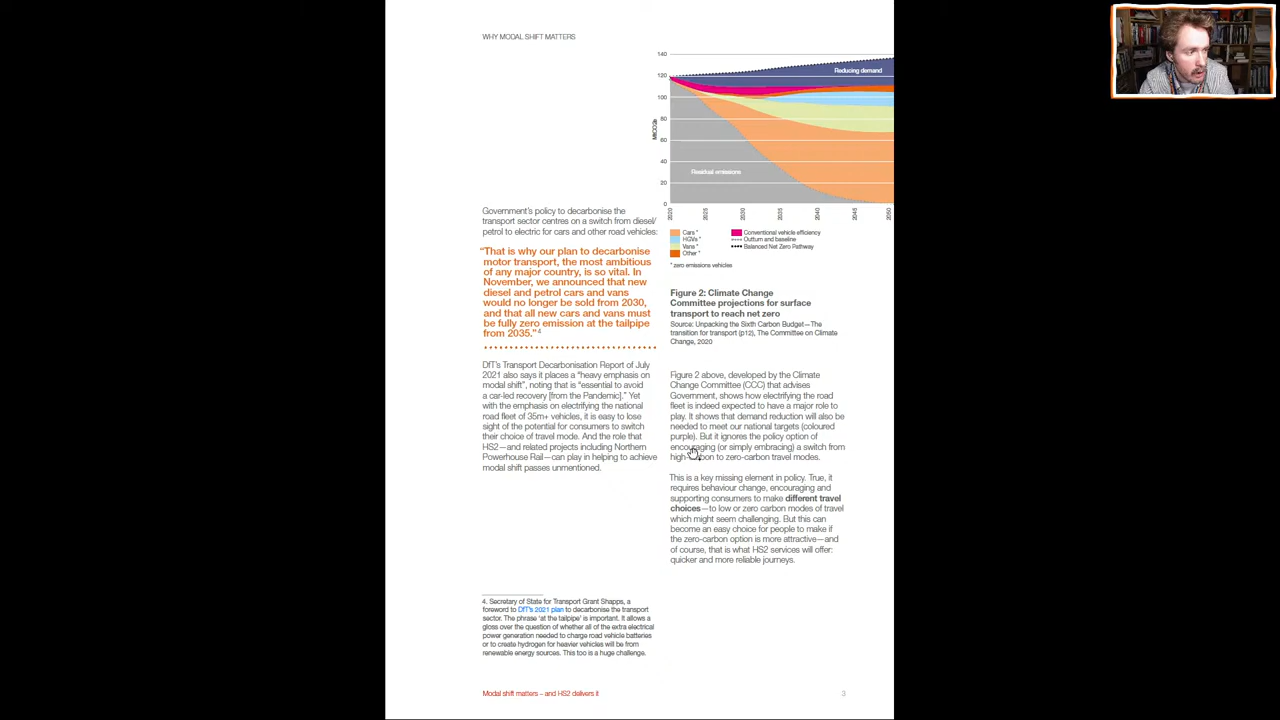 WHY MODAL SHIFT MATTERS
Government's policy to decarbonise the
transport sector centres on a switch from diesel/
petrol to electric for cars and other road vehicles:
"That is why our plan to decarbonise
motor transport, the most ambitious
of any major country, is so vital. In
November, we announced that new
diesel and petrol cars and vans
would no longer be sold from 2030,
and that all new cars and vans must
be fully zero emission at the tailpipe
from 2035." 4
DfT's Transport Decarbonisation Report of July
2021 also says it places a "heavy emphasis on
modal shift", noting that is "essential to avoid
a car-led recovery [from the Pandemic]." Yet
with the emphasis on electrifying the national
road fleet of 35m+ vehicles, it is easy to lose
sight of the potential for consumers to switch
their choice of travel mode. And the role that
HS2—and related projects including Northern
Powerhouse Rail—can play in helping to achieve
modal shift passes unmentioned.
4. Secretary of State for Transport Grant Shapps, a
foreword to DfT's 2021 plan to decarbonise the transport
sector. The phrase 'at the tailpipe' is important. It allows a
gloss over the question of whether all of the extra electrical
power generation needed to charge road vehicle batteries
or to create hydrogen for heavier vehicles will be from
renewable energy sources. This too is a huge challenge.
140
120
100
80
60
40
20
0
MtCO2e
Reducing demand
Residual emissions
2020
2025
2030
2035
2040
2045
2050
Cars *
HGVs *
Vans *
Other *
Conventional vehicle efficiency
Outturn and baseline
Balanced Net Zero Pathway
* zero emissions vehicles
Figure 2: Climate Change
Committee projections for surface
transport to reach net zero
Source: Unpacking the Sixth Carbon Budget—The
transition for transport (p12), The Committee on Climate
Change, 2020
Figure 2 above, developed by the Climate
Change Committee (CCC) that advises
Government, shows how electrifying the road
fleet is indeed expected to have a major role to
play. It shows that demand reduction will also be
needed to meet our national targets (coloured
purple). But it ignores the policy option of
encouraging (or simply embracing) a switch from
high-carbon to zero-carbon travel modes.
This is a key missing element in policy. True, it
requires behaviour change, encouraging and
supporting consumers to make different travel
choices—to low or zero carbon modes of travel
which might seem challenging. But this can
become an easy choice for people to make if
the zero-carbon option is more attractive—and
of course, that is what HS2 services will offer:
quicker and more reliable journeys.
Modal shift matters – and HS2 delivers it
3